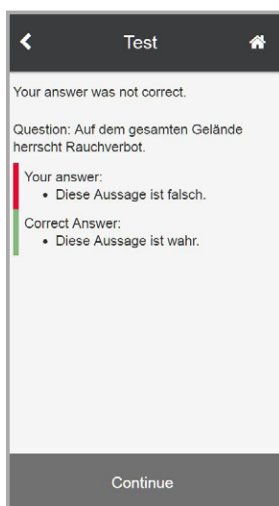 Test
Your answer was not correct.
Question: Auf dem gesamten Gelände
herrscht Rauchverbot.
Your answer:
• Diese Aussage ist falsch.
Correct Answer:
• Diese Aussage ist wahr.
Continue